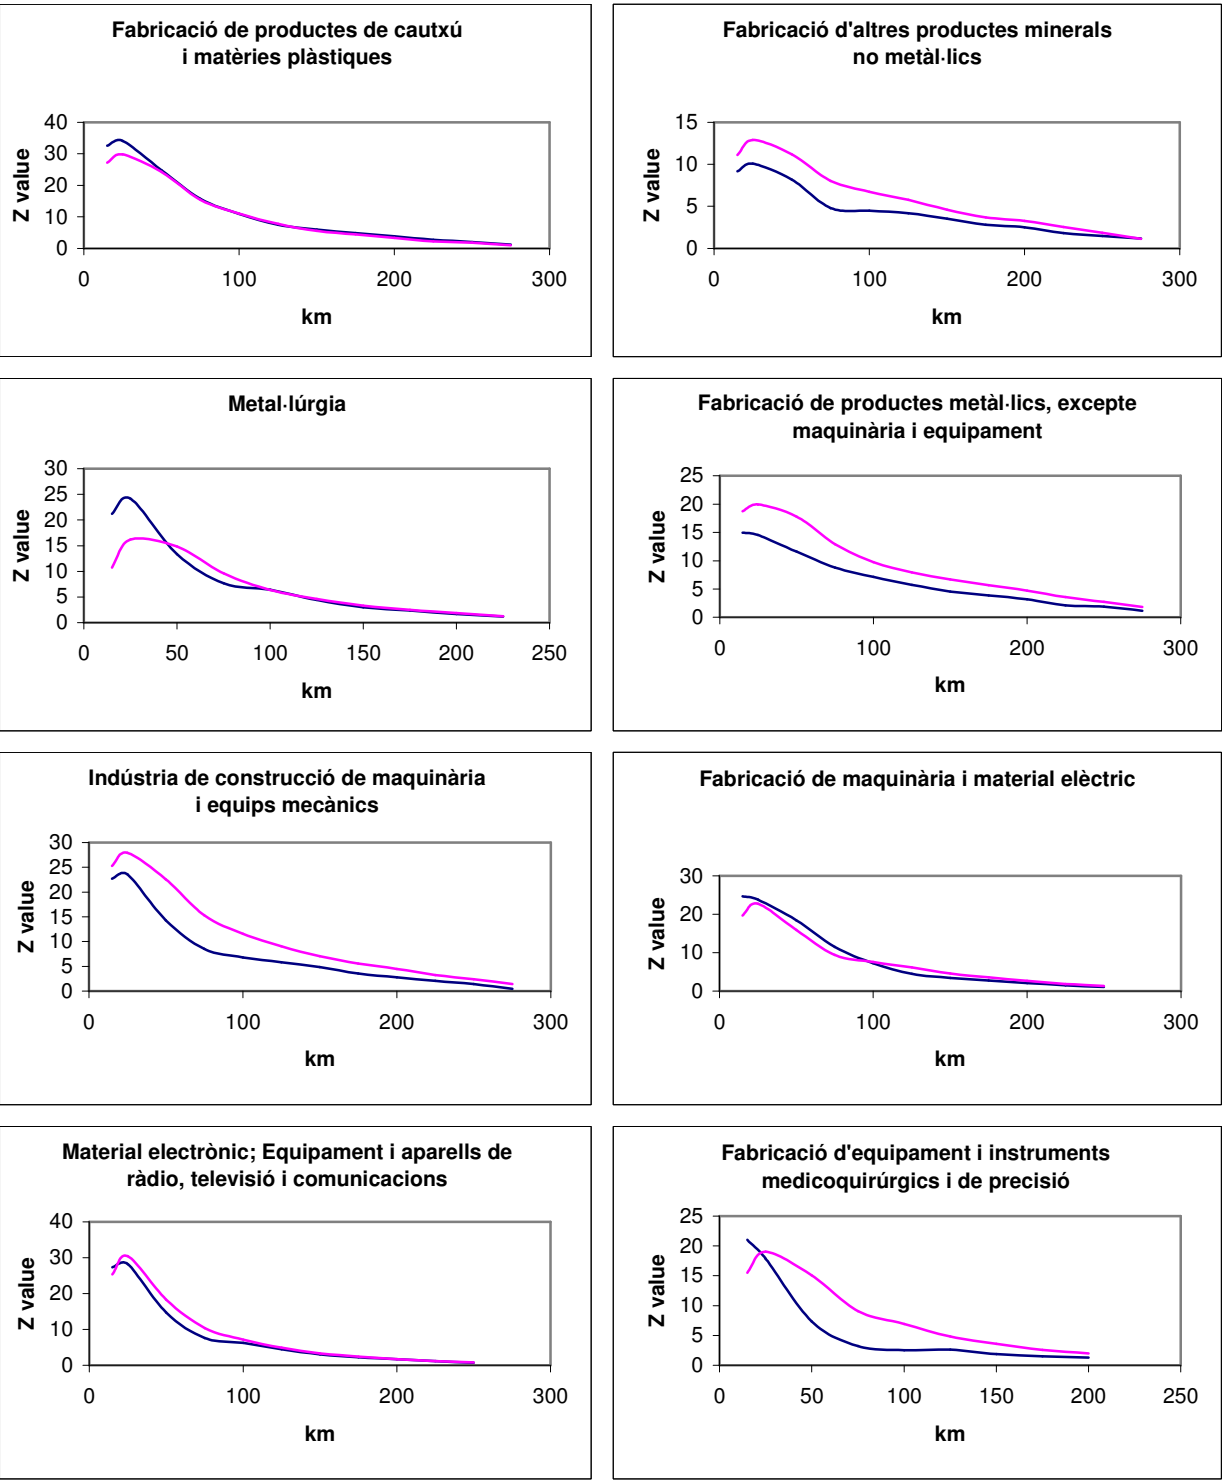 Fabricació de productes de cautxú
i matèries plàstiques
40
30
20
10
0
Z value
0 100 200 300
km
Fabricació d'altres productes minerals
no metàl·lics
15
10
5
0
Z value
0 100 200 300
km
Metal·lúrgia
30
25
20
15
10
5
0
Z value
0 50 100 150 200 250
km
Fabricació de productes metàl·lics, excepte
maquinària i equipament
25
20
15
10
5
0
Z value
0 100 200 300
km
Indústria de construcció de maquinària
i equips mecànics
30
25
20
15
10
5
0
Z value
0 100 200 300
km
Fabricació de maquinària i material elèctric
30
20
10
0
Z value
0 100 200 300
km
Material electrònic; Equipament i aparells de
ràdio, televisió i comunicacions
40
30
20
10
0
Z value
0 100 200 300
km
Fabricació d'equipament i instruments
medicoquirúrgics i de precisió
25
20
15
10
5
0
Z value
0 50 100 150 200 250
km